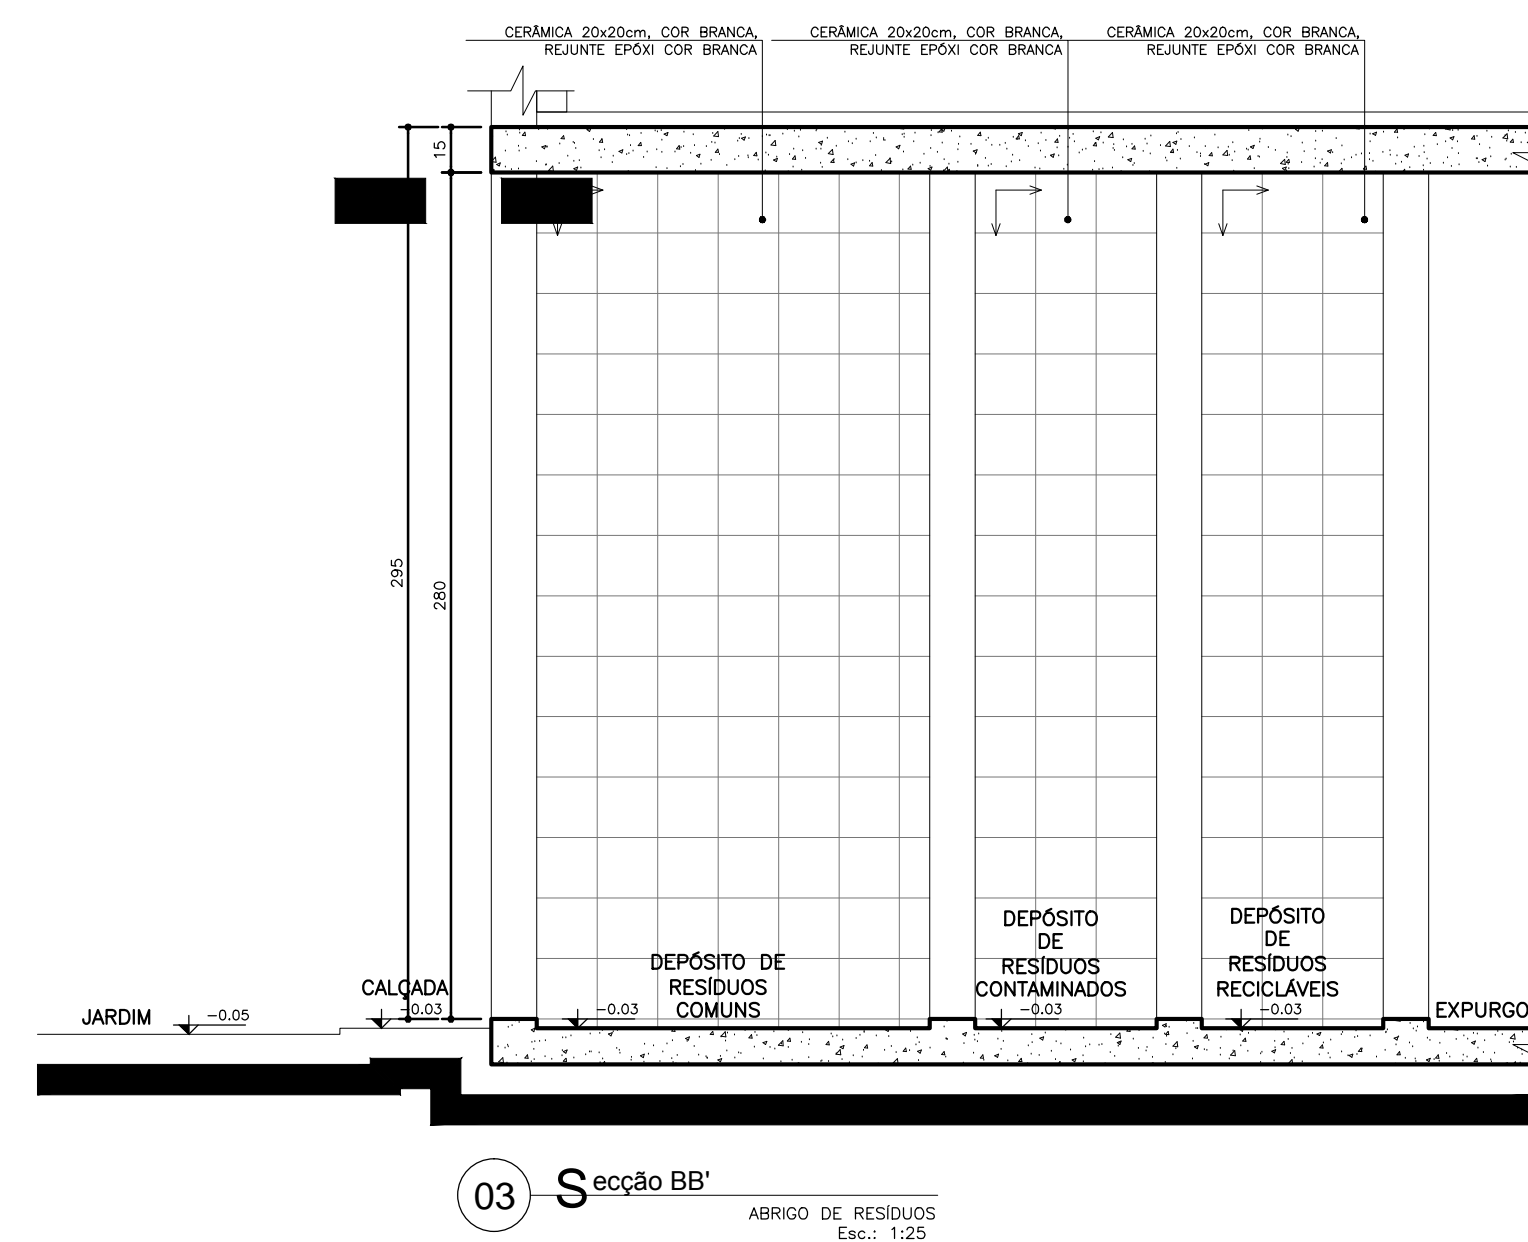 CERÂMICA 20x20cm, COR BRANCA,
REJUNTE EPÓXI COR BRANCA
CERÂMICA 20x20cm, COR BRANCA,
REJUNTE EPÓXI COR BRANCA
CERÂMICA 20x20cm, COR BRANCA,
REJUNTE EPÓXI COR BRANCA
15
295
280
JARDIM
-0.05
CALÇADA
-0.03
DEPÓSITO DE
RESÍDUOS
COMUNS
-0.03
DEPÓSITO
DE
RESÍDUOS
CONTAMINADOS
-0.03
DEPÓSITO
DE
RESÍDUOS
RECICLÁVEIS
-0.03
EXPURGO
03
Secção BB'
ABRIGO DE RESÍDUOS
Esc.: 1:25